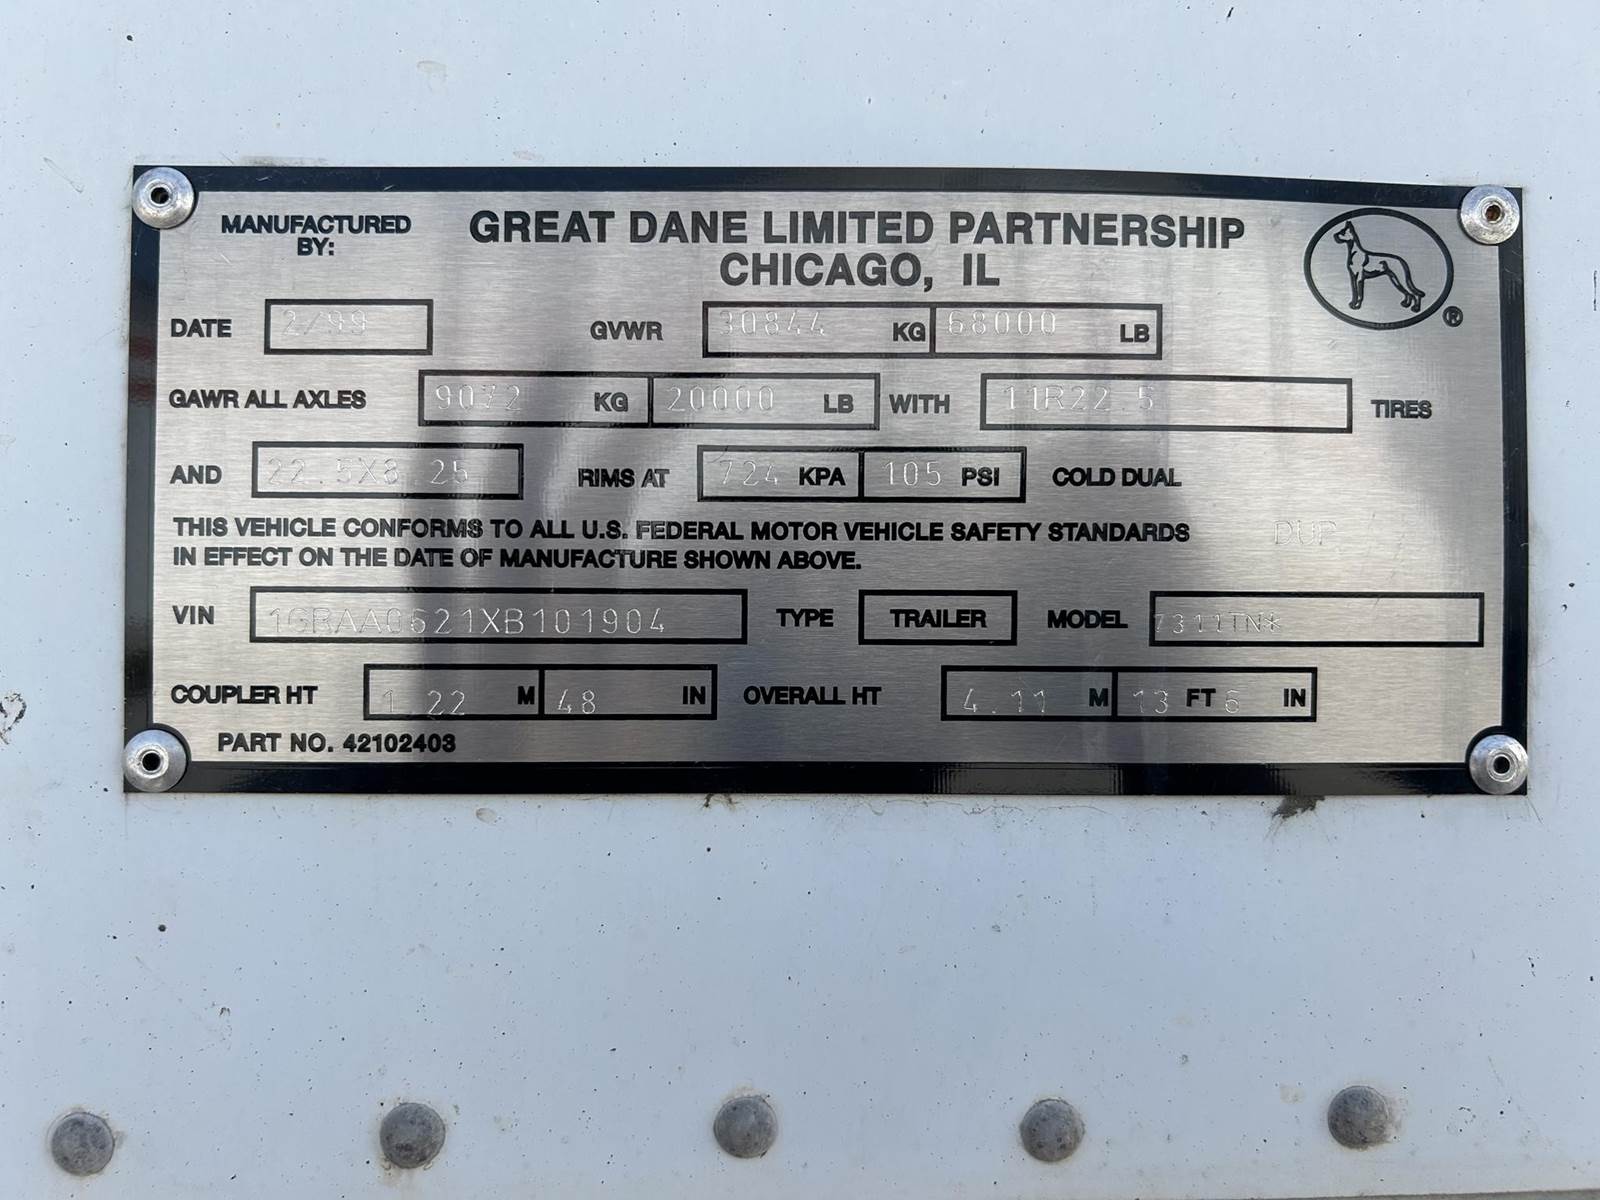 MANUFACTURED BY: GREAT DANE LIMITED PARTNERSHIP
CHICAGO, IL
DATE 2/99 GVWR 30844 KG 68000 LB
GAWR ALL AXLES 9072 KG 20000 LB WITH 11R22.5 TIRES
AND 22.5X8.25 RIMS AT 724 KPA 105 PSI COLD DUAL
THIS VEHICLE CONFORMS TO ALL U.S. FEDERAL MOTOR VEHICLE SAFETY STANDARDS DUP
IN EFFECT ON THE DATE OF MANUFACTURE SHOWN ABOVE.
VIN 1GRAA0621XB101904 TYPE TRAILER MODEL 7311TN*
COUPLER HT 1.22 M 48 IN OVERALL HT 4.11 M 13 FT 6 IN
PART NO. 42102403
®